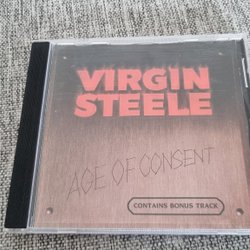 VIRGIN
STEELE
AGE OF CONSENT
CONTAINS BONUS TRACK